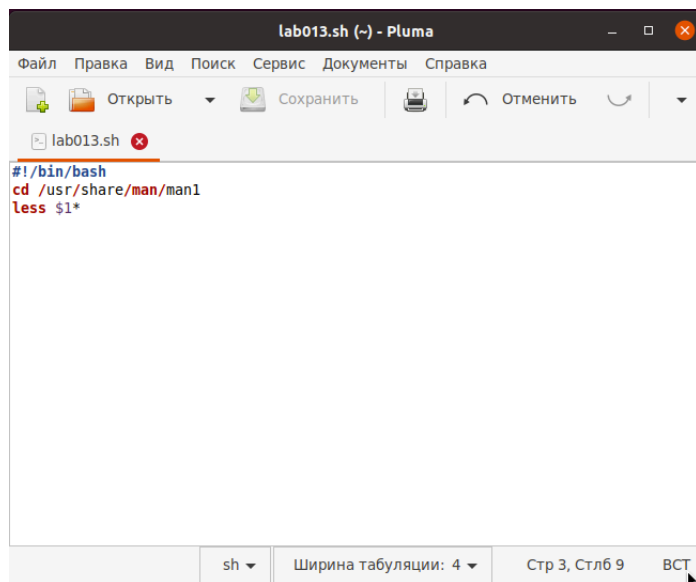 lab013.sh (~) - Pluma
Файл Правка Вид Поиск Сервис Документы Справка
Открыть Сохранить Отменить
lab013.sh
#!/bin/bash
cd /usr/share/man/man1
less $1*
sh Ширина табуляции: 4 Стр 3, Стлб 9 ВСТ